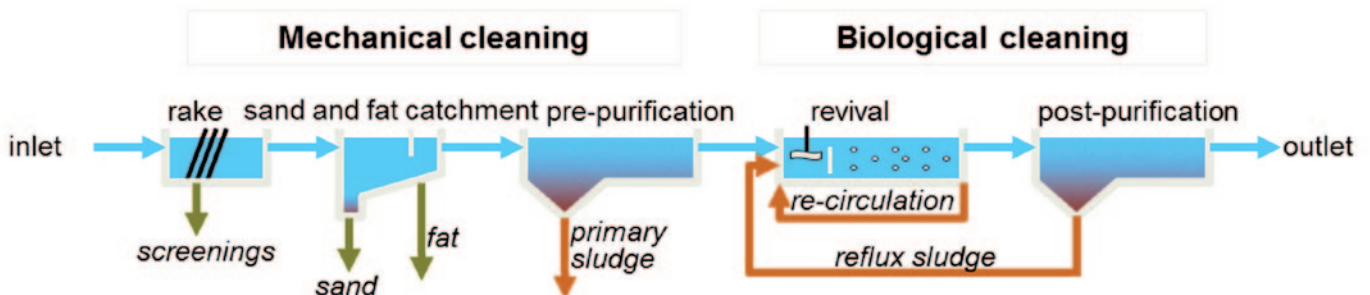 Mechanical cleaning
Biological cleaning
rake
sand and fat catchment
pre-purification
revival
post-purification
inlet
outlet
re-circulation
screenings
fat
primary
sludge
reflux sludge
sand